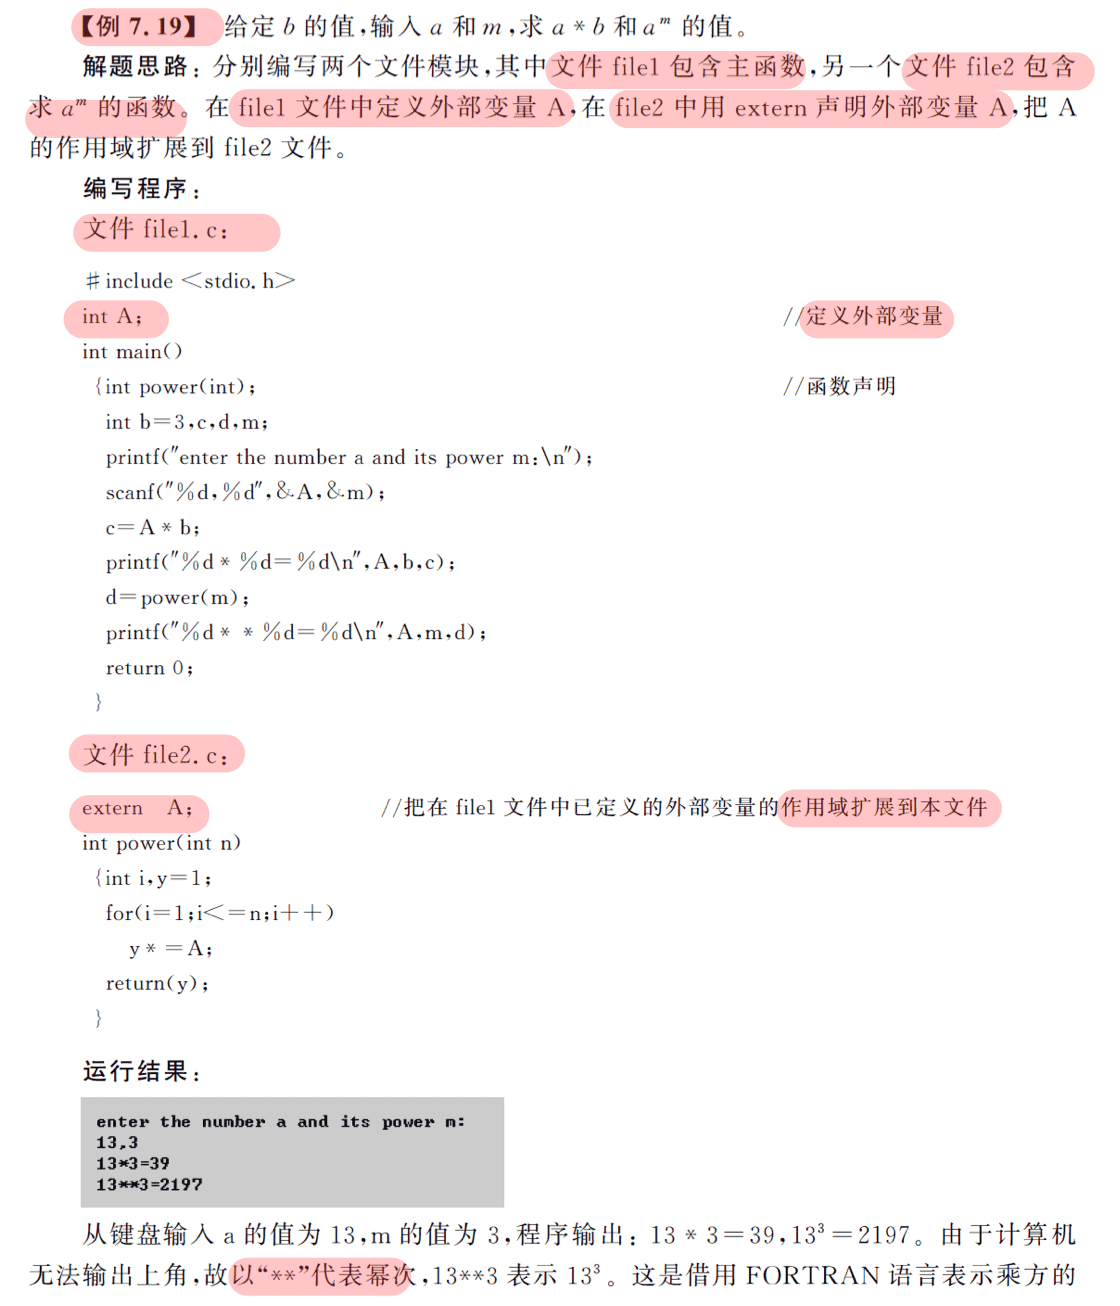 【例 7.19】 给定 b 的值,输入 a 和 m,求 a * b 和 aᵐ 的值。
解题思路: 分别编写两个文件模块,其中文件 file1 包含主函数,另一个文件 file2 包含
求 aᵐ 的函数。在 file1 文件中定义外部变量 A,在 file2 中用 extern 声明外部变量 A,把 A
的作用域扩展到 file2 文件。
编写程序:
文件 file1.c:
#include <stdio.h>
int A; //定义外部变量
int main()
{int power(int); //函数声明
int b=3,c,d,m;
printf("enter the number a and its power m:\n");
scanf("%d,%d",&A,&m);
c=A * b;
printf("%d * %d=%d\n",A,b,c);
d=power(m);
printf("%d * * %d=%d\n",A,m,d);
return 0;
}
文件 file2.c:
extern A; //把在 file1 文件中已定义的外部变量的作用域扩展到本文件
int power(int n)
{int i,y=1;
for(i=1;i<=n;i++)
y * =A;
return(y);
}
运行结果:
enter the number a and its power m:
13,3
13*3=39
13**3=2197
从键盘输入 a 的值为 13,m 的值为 3,程序输出: 13 * 3=39,13³=2197。由于计算机
无法输出上角,故以“**”代表幂次,13**3 表示 13³。这是借用 FORTRAN 语言表示乘方的